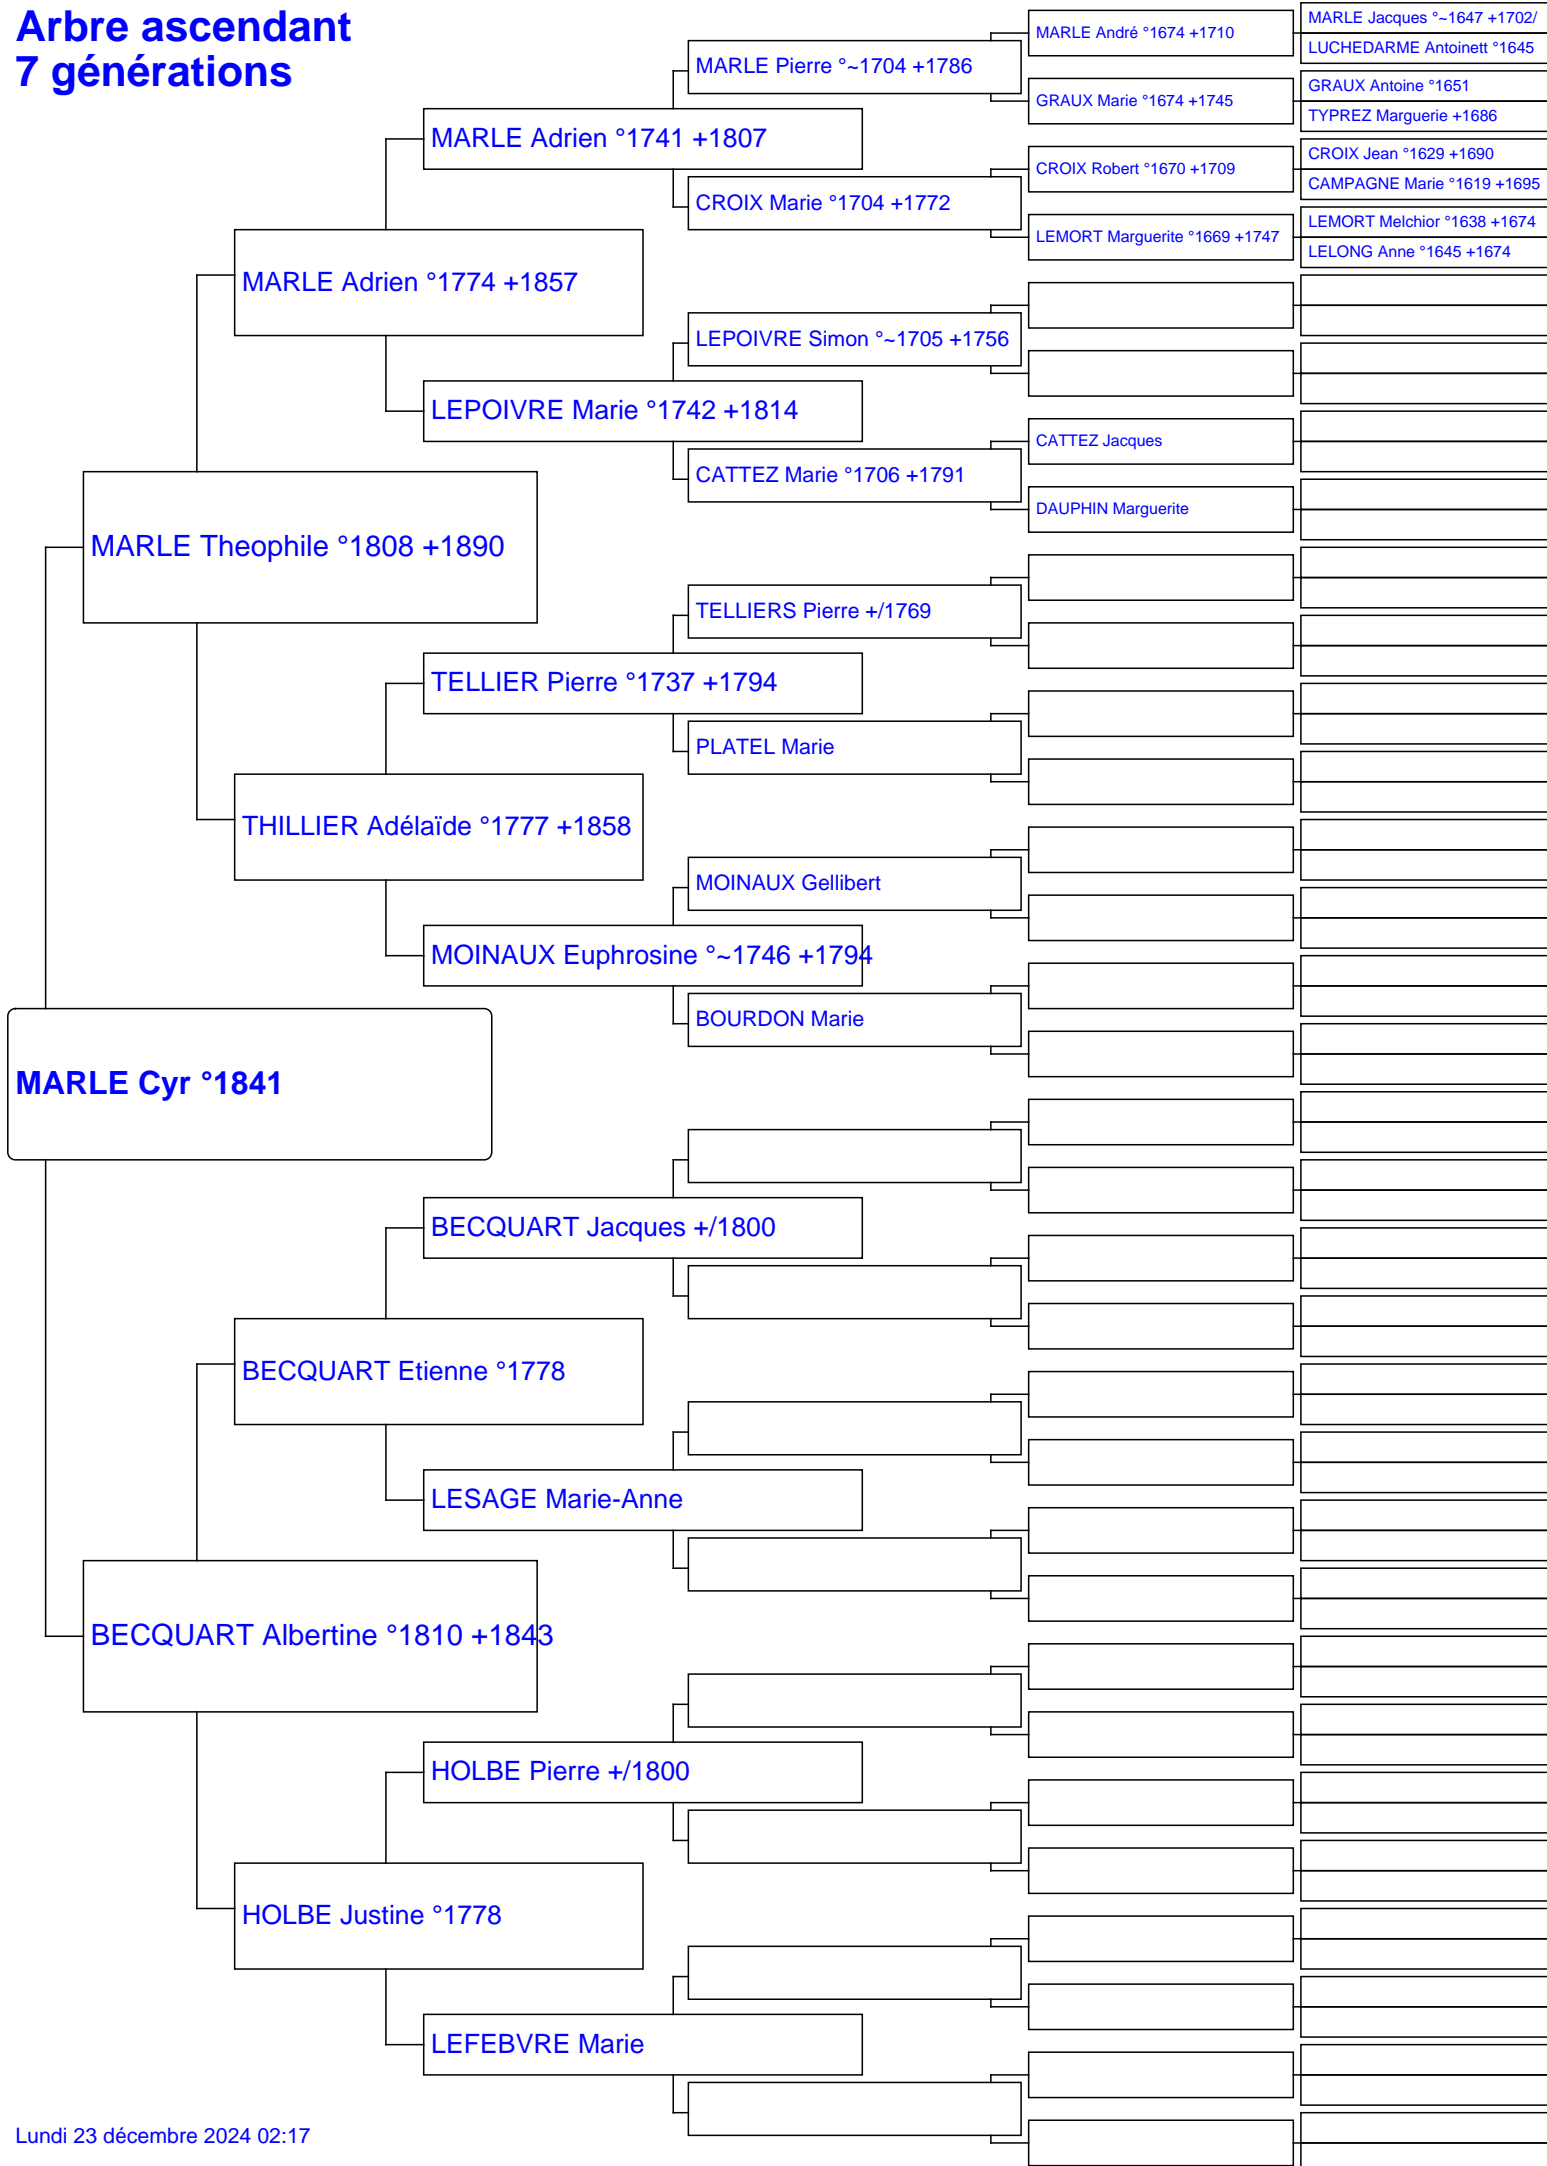 Arbre ascendant
7 générations
MARLE Jacques °~1647 +1702/
MARLE André °1674 +1710
LUCHEDARME Antoinett °1645
MARLE Pierre °~1704 +1786
GRAUX Antoine °1651
GRAUX Marie °1674 +1745
TYPREZ Marguerie +1686
MARLE Adrien °1741 +1807
CROIX Jean °1629 +1690
CROIX Robert °1670 +1709
CAMPAGNE Marie °1619 +1695
CROIX Marie °1704 +1772
LEMORT Melchior °1638 +1674
LEMORT Marguerite °1669 +1747
LELONG Anne °1645 +1674
MARLE Adrien °1774 +1857
LEPOIVRE Simon °~1705 +1756
LEPOIVRE Marie °1742 +1814
CATTEZ Jacques
CATTEZ Marie °1706 +1791
DAUPHIN Marguerite
MARLE Theophile °1808 +1890
TELLIERS Pierre +/1769
TELLIER Pierre °1737 +1794
PLATEL Marie
THILLIER Adélaïde °1777 +1858
MOINAUX Gellibert
MOINAUX Euphrosine °~1746 +1794
BOURDON Marie
MARLE Cyr °1841
BECQUART Jacques +/1800
BECQUART Etienne °1778
LESAGE Marie-Anne
BECQUART Albertine °1810 +1843
HOLBE Pierre +/1800
HOLBE Justine °1778
LEFEBVRE Marie
Lundi 23 décembre 2024 02:17